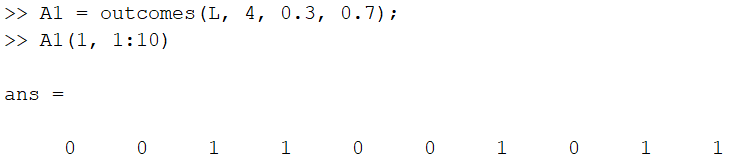 >> A1 = outcomes(L, 4, 0.3, 0.7);
>> A1(1, 1:10)
ans =
0 0 1 1 0 0 1 0 1 1